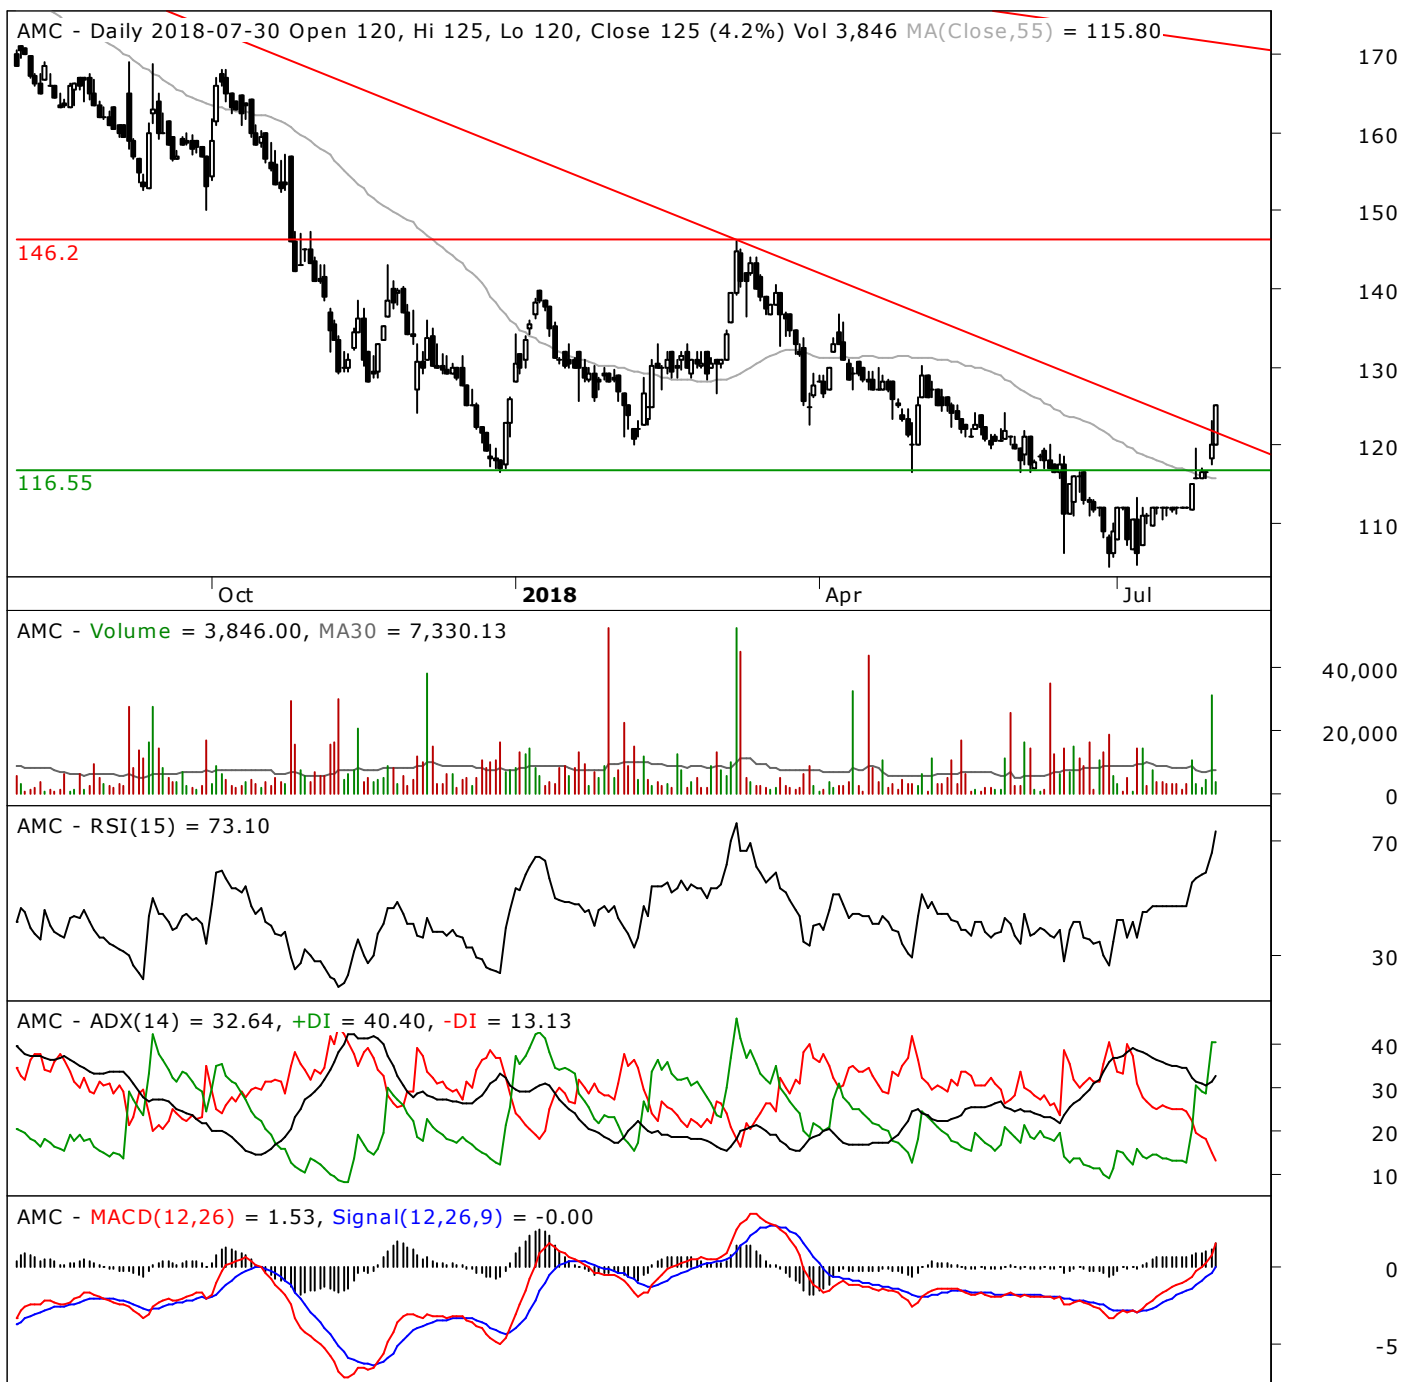 AMC - Daily 2018-07-30 Open 120, Hi 125, Lo 120, Close 125 (4.2%) Vol 3,846 MA(Close,55) = 115.80
170
160
150
146.2
140
130
120
116.55
110
Oct
2018
Apr
Jul
AMC - Volume = 3,846.00, MA30 = 7,330.13
40,000
20,000
0
AMC - RSI(15) = 73.10
70
30
AMC - ADX(14) = 32.64, +DI = 40.40, -DI = 13.13
40
30
20
10
AMC - MACD(12,26) = 1.53, Signal(12,26,9) = -0.00
0
-5